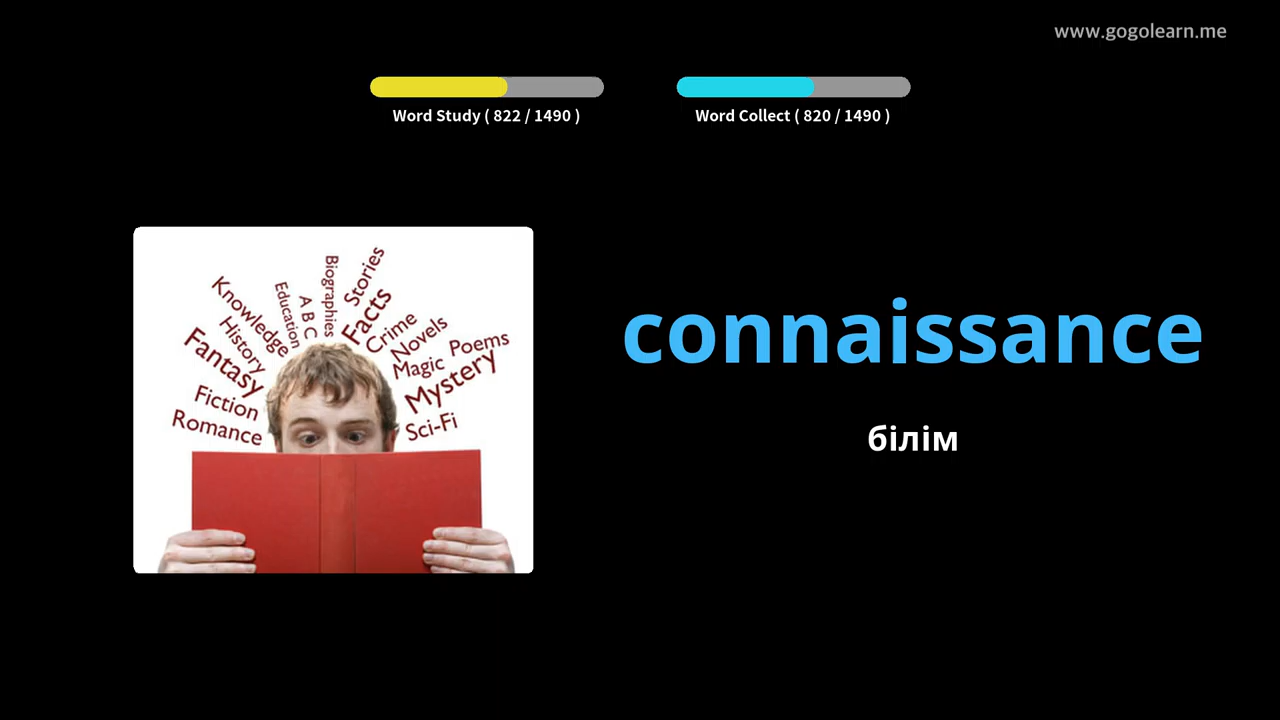 www.gogolearn.me
Word Study ( 822 / 1490 )
Word Collect ( 820 / 1490 )
connaissance
білім
Biographies
Stories
Education
A B C
Facts
Knowledge
Crime
History
Novels
Poems
Fantasy
Magic
Mystery
Fiction
Romance
Sci-Fi